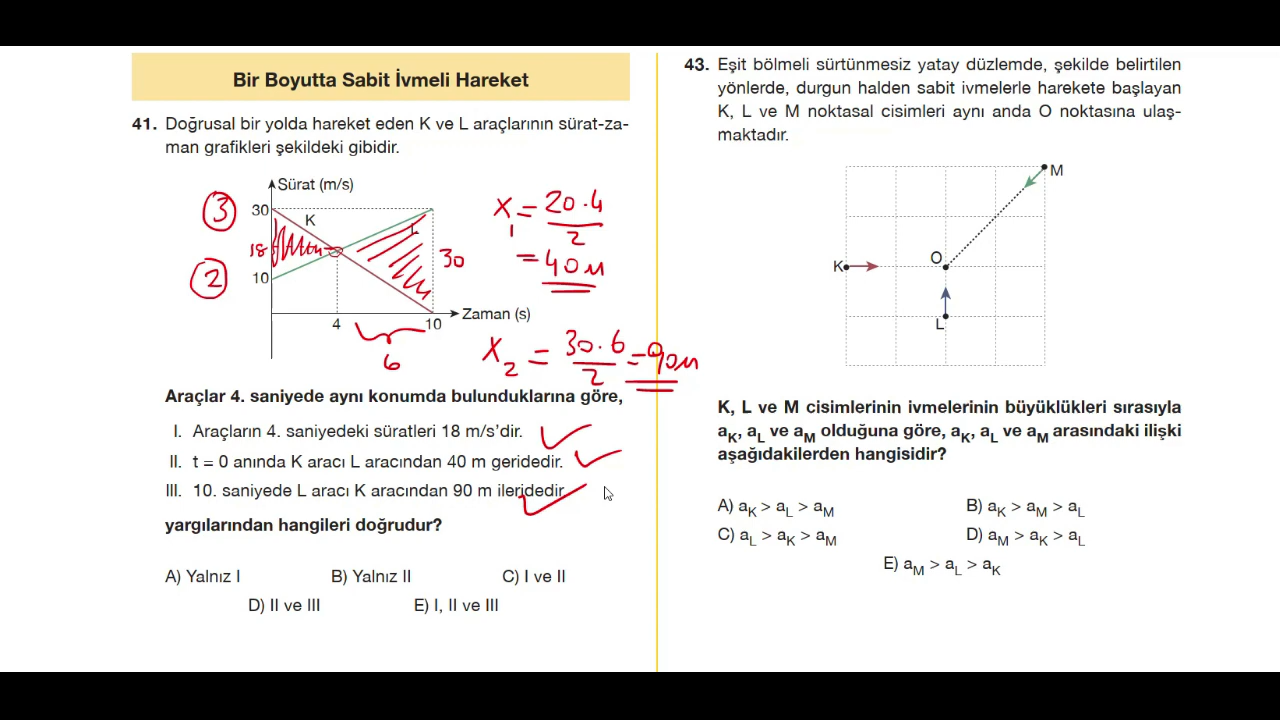 Bir Boyutta Sabit İvmeli Hareket
41. Doğrusal bir yolda hareket eden K ve L araçlarının sürat-za-
man grafikleri şekildeki gibidir.
Sürat (m/s)
3
30
K
L
18
30
2
10
4
10
Zaman (s)
6
X1 = 20.4
2
= 40m
X2 = 30.6 = 90m
2
Araçlar 4. saniyede aynı konumda bulunduklarına göre,
I. Araçların 4. saniyedeki süratleri 18 m/s'dir.
II. t = 0 anında K aracı L aracından 40 m geridedir.
III. 10. saniyede L aracı K aracından 90 m ileridedir.
yargılarından hangileri doğrudur?
A) Yalnız I B) Yalnız II C) I ve II
D) II ve III E) I, II ve III
43. Eşit bölmeli sürtünmesiz yatay düzlemde, şekilde belirtilen
yönlerde, durgun halden sabit ivmelerle harekete başlayan
K, L ve M noktasal cisimleri aynı anda O noktasına ulaş-
maktadır.
M
O
K
L
K, L ve M cisimlerinin ivmelerinin büyüklükleri sırasıyla
aK, aL ve aM olduğuna göre, aK, aL ve aM arasındaki ilişki
aşağıdakilerden hangisidir?
A) aK > aL > aM B) aK > aM > aL
C) aL > aK > aM D) aM > aK > aL
E) aM > aL > aK